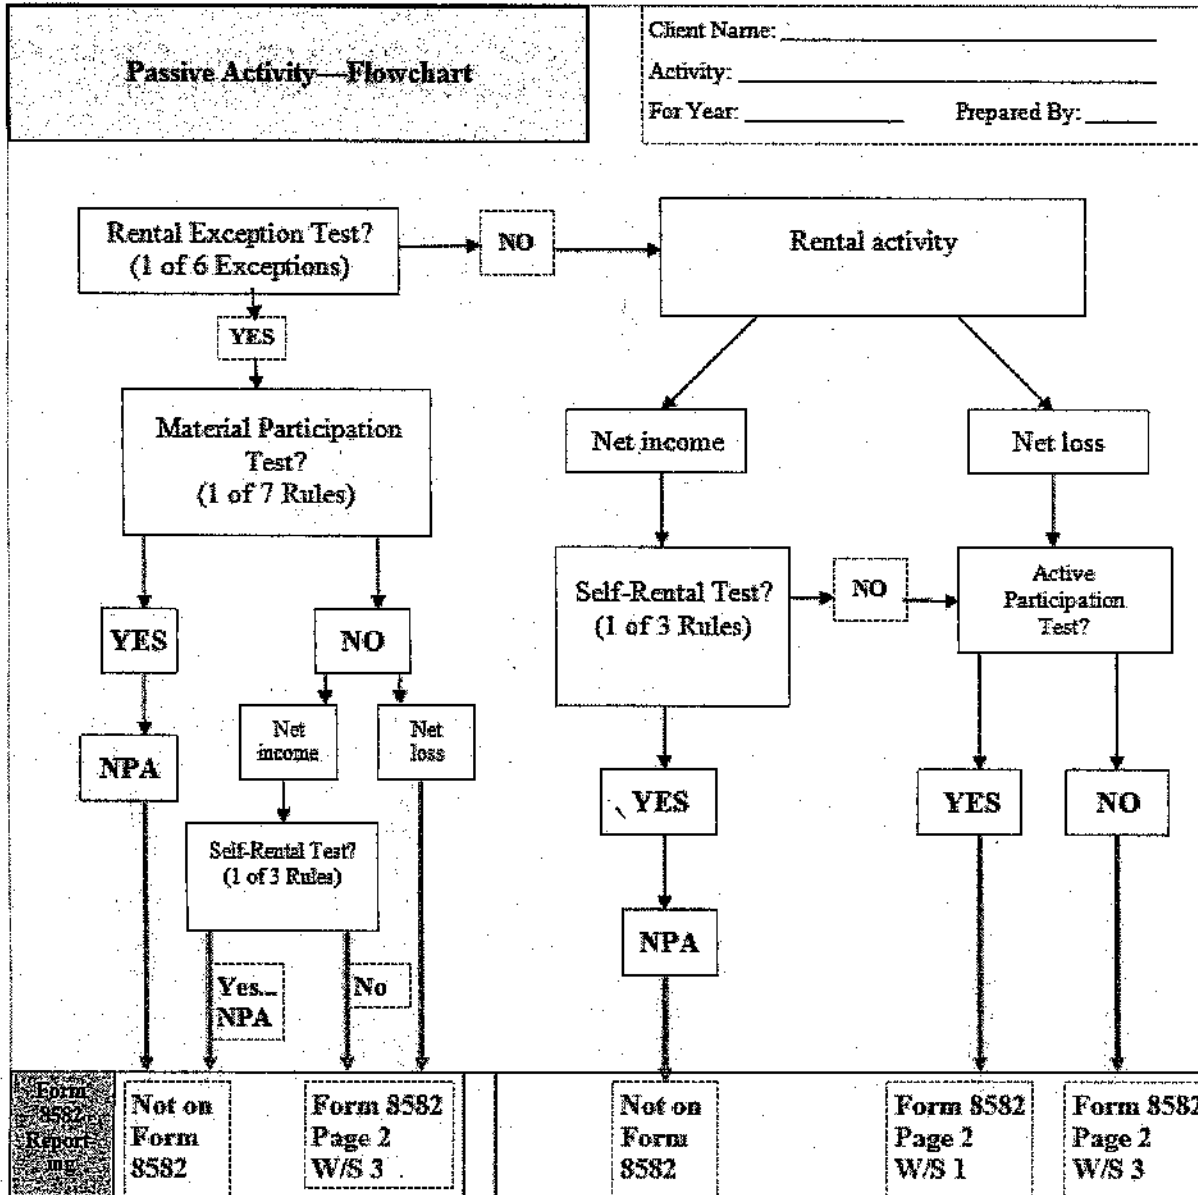 Passive Activity—Flowchart
Client Name:
Activity:
For Year: Prepared By:
Rental Exception Test?
(1 of 6 Exceptions)
NO
Rental activity
YES
Material Participation
Test?
(1 of 7 Rules)
Net income
Net loss
Self-Rental Test?
(1 of 3 Rules)
NO
Active
Participation
Test?
YES
NO
Net
income
Net
loss
NPA
YES
YES
NO
Self-Rental Test?
(1 of 3 Rules)
NPA
Yes...
NPA
No
Form
8582
Report
ing
Not on
Form
8582
Form 8582
Page 2
W/S 3
Not on
Form
8582
Form 8582
Page 2
W/S 1
Form 8582
Page 2
W/S 3